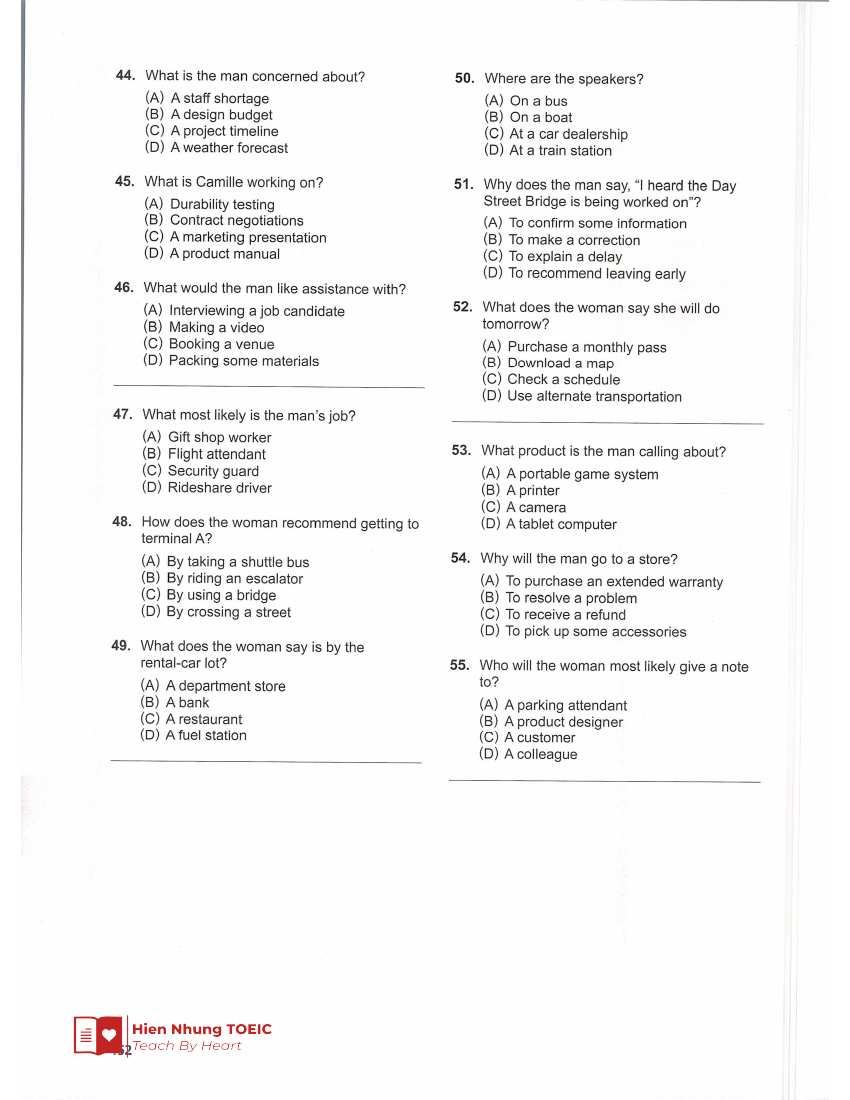 44. What is the man concerned about?
(A) A staff shortage
(B) A design budget
(C) A project timeline
(D) A weather forecast
45. What is Camille working on?
(A) Durability testing
(B) Contract negotiations
(C) A marketing presentation
(D) A product manual
46. What would the man like assistance with?
(A) Interviewing a job candidate
(B) Making a video
(C) Booking a venue
(D) Packing some materials
47. What most likely is the man's job?
(A) Gift shop worker
(B) Flight attendant
(C) Security guard
(D) Rideshare driver
48. How does the woman recommend getting to
terminal A?
(A) By taking a shuttle bus
(B) By riding an escalator
(C) By using a bridge
(D) By crossing a street
49. What does the woman say is by the
rental-car lot?
(A) A department store
(B) A bank
(C) A restaurant
(D) A fuel station
50. Where are the speakers?
(A) On a bus
(B) On a boat
(C) At a car dealership
(D) At a train station
51. Why does the man say, "I heard the Day
Street Bridge is being worked on"?
(A) To confirm some information
(B) To make a correction
(C) To explain a delay
(D) To recommend leaving early
52. What does the woman say she will do
tomorrow?
(A) Purchase a monthly pass
(B) Download a map
(C) Check a schedule
(D) Use alternate transportation
53. What product is the man calling about?
(A) A portable game system
(B) A printer
(C) A camera
(D) A tablet computer
54. Why will the man go to a store?
(A) To purchase an extended warranty
(B) To resolve a problem
(C) To receive a refund
(D) To pick up some accessories
55. Who will the woman most likely give a note
to?
(A) A parking attendant
(B) A product designer
(C) A customer
(D) A colleague
Hien Nhung TOEIC
Teach By Heart